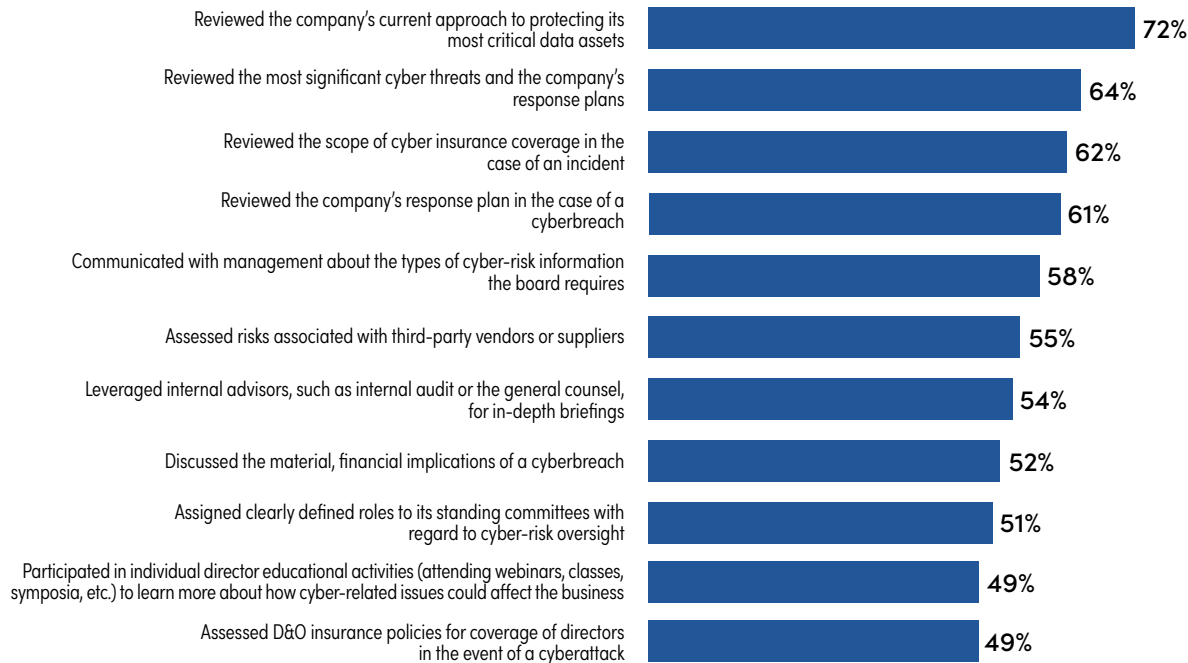 Reviewed the company's current approach to protecting its
most critical data assets
72%
Reviewed the most significant cyber threats and the company's
response plans
64%
Reviewed the scope of cyber insurance coverage in the
case of an incident
62%
Reviewed the company's response plan in the case of a
cyberbreach
61%
Communicated with management about the types of cyber-risk information
the board requires
58%
Assessed risks associated with third-party vendors or suppliers
55%
Leveraged internal advisors, such as internal audit or the general counsel,
for in-depth briefings
54%
Discussed the material, financial implications of a cyberbreach
52%
Assigned clearly defined roles to its standing committees with
regard to cyber-risk oversight
51%
Participated in individual director educational activities (attending webinars, classes,
symposia, etc.) to learn more about how cyber-related issues could affect the business
49%
Assessed D&O insurance policies for coverage of directors
in the event of a cyberattack
49%